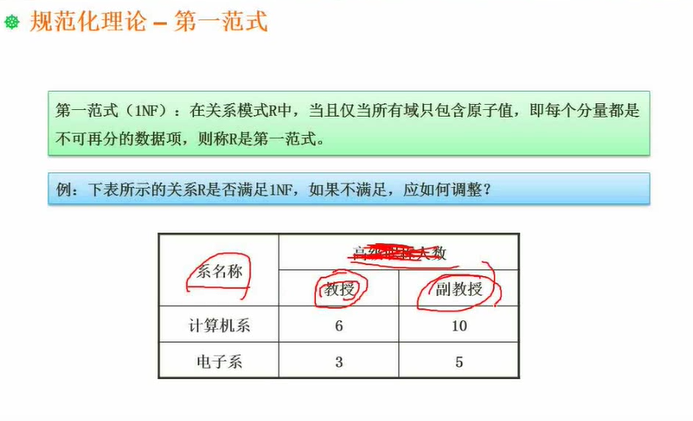 规范化理论 – 第一范式
第一范式（1NF）：在关系模式R中，当且仅当所有域只包含原子值，即每个分量都是
不可再分的数据项，则称R是第一范式。
例：下表所示的关系R是否满足1NF，如果不满足，应如何调整？
系名称
高级职称人数
教授
副教授
计算机系
6
10
电子系
3
5